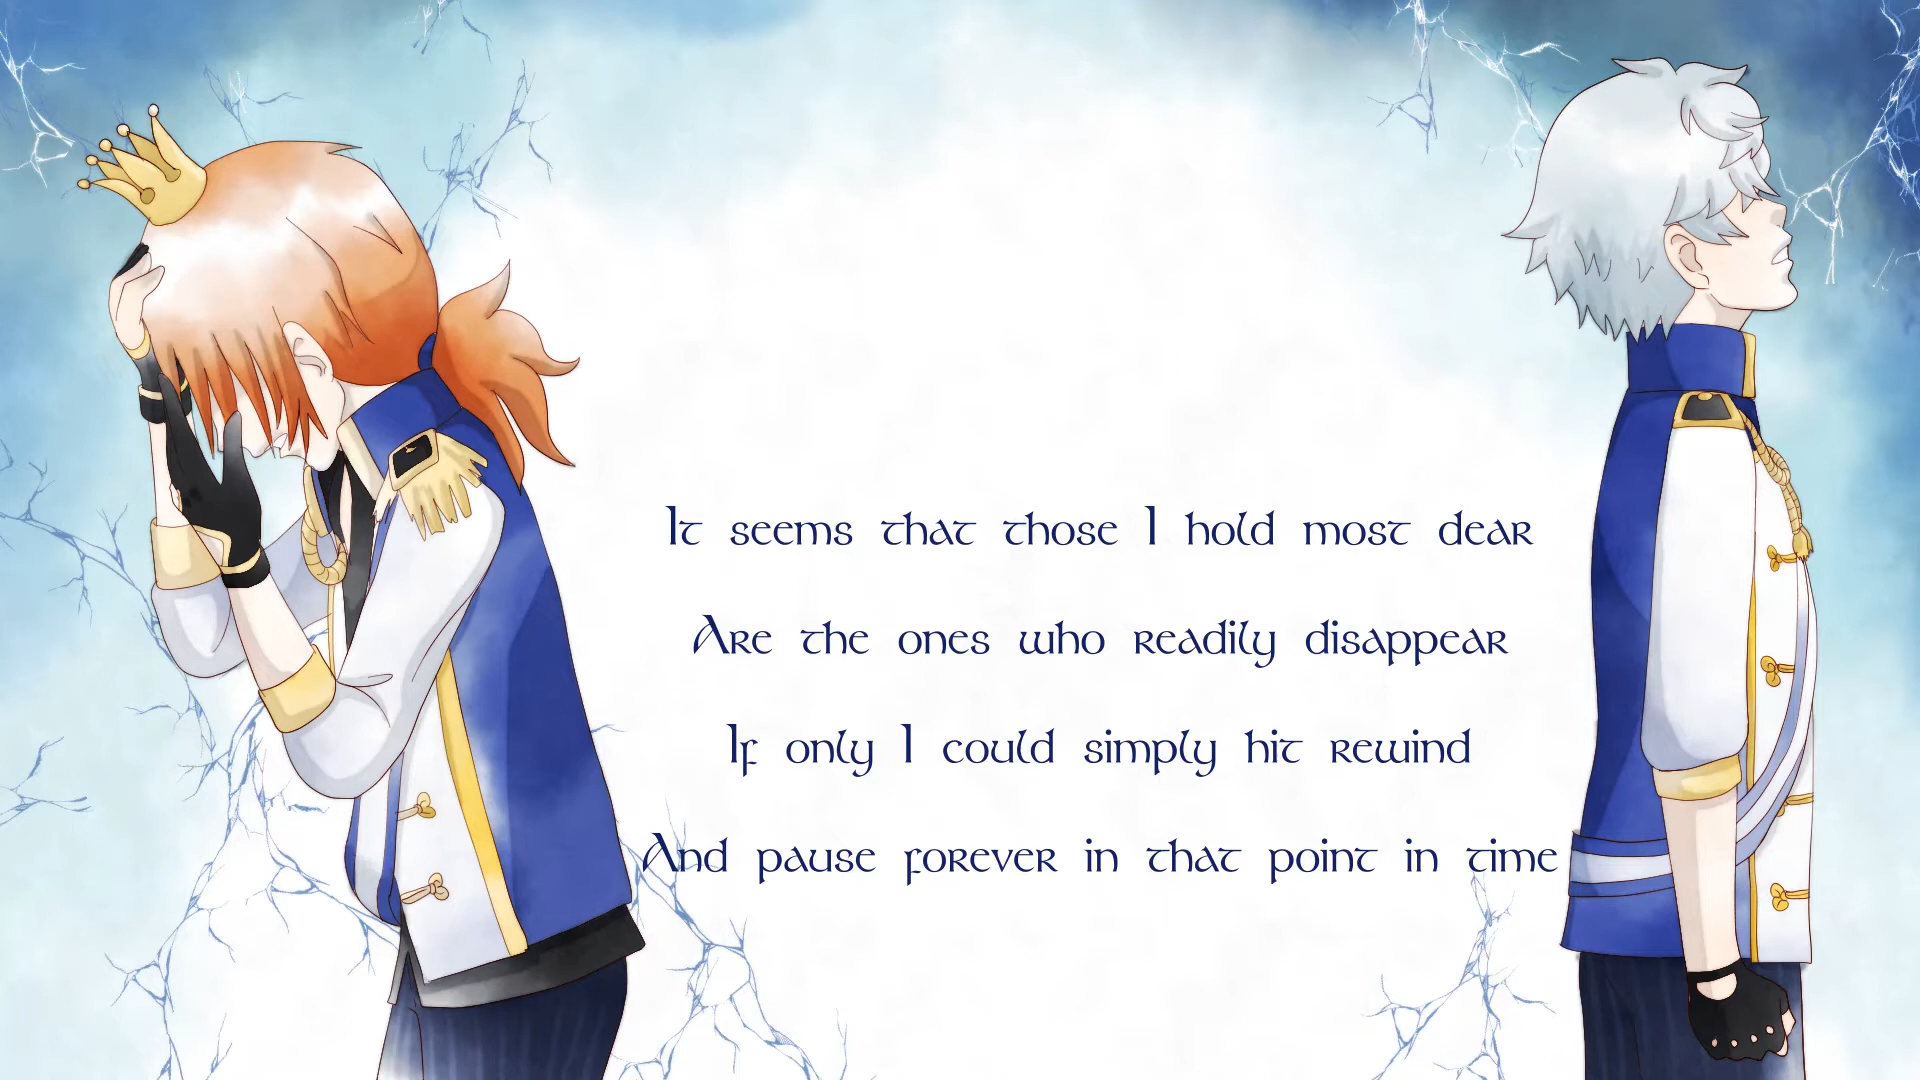 It seems that those I hold most dear
Are the ones who readily disappear
If only I could simply hit rewind
And pause forever in that point in time